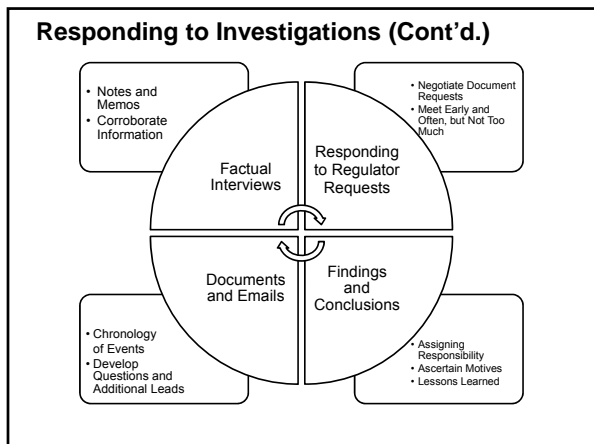 Responding to Investigations (Cont'd.)
• Notes and
Memos
• Corroborate
Information
• Negotiate Document
Requests
• Meet Early and
Often, but Not Too
Much
Factual
Interviews
Responding
to Regulator
Requests
Documents
and Emails
Findings
and
Conclusions
• Chronology
of Events
• Develop
Questions and
Additional Leads
• Assigning
Responsibility
• Ascertain Motives
• Lessons Learned